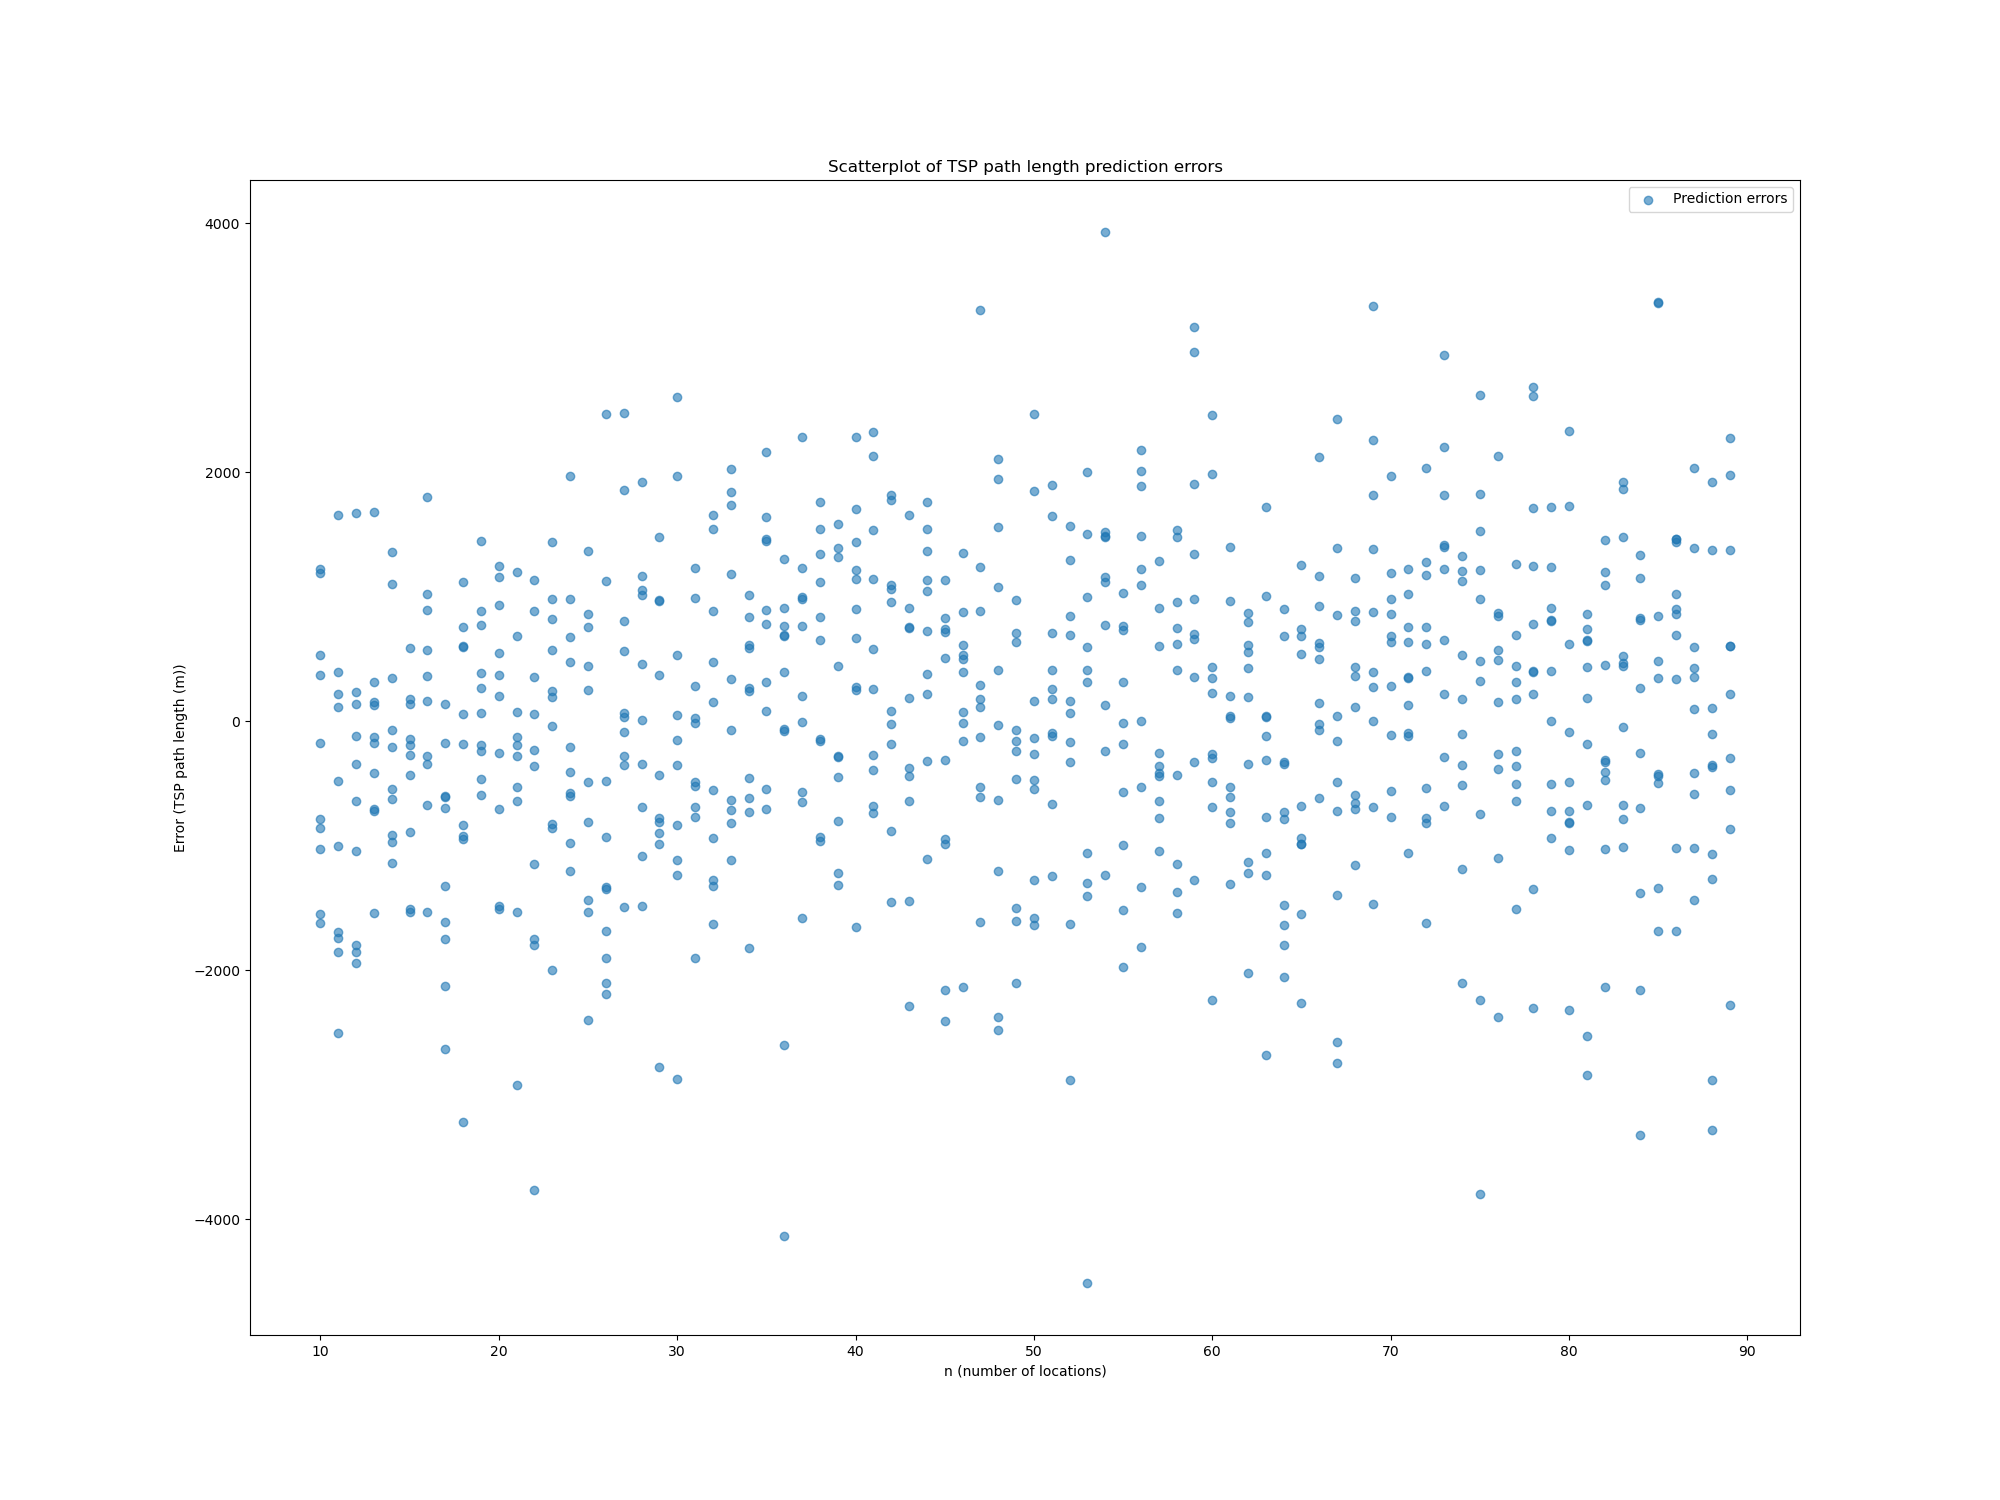 Scatterplot of TSP path length prediction errors
Prediction errors
4000
2000
0
−2000
−4000
Error (TSP path length (m))
10 20 30 40 50 60 70 80 90
n (number of locations)